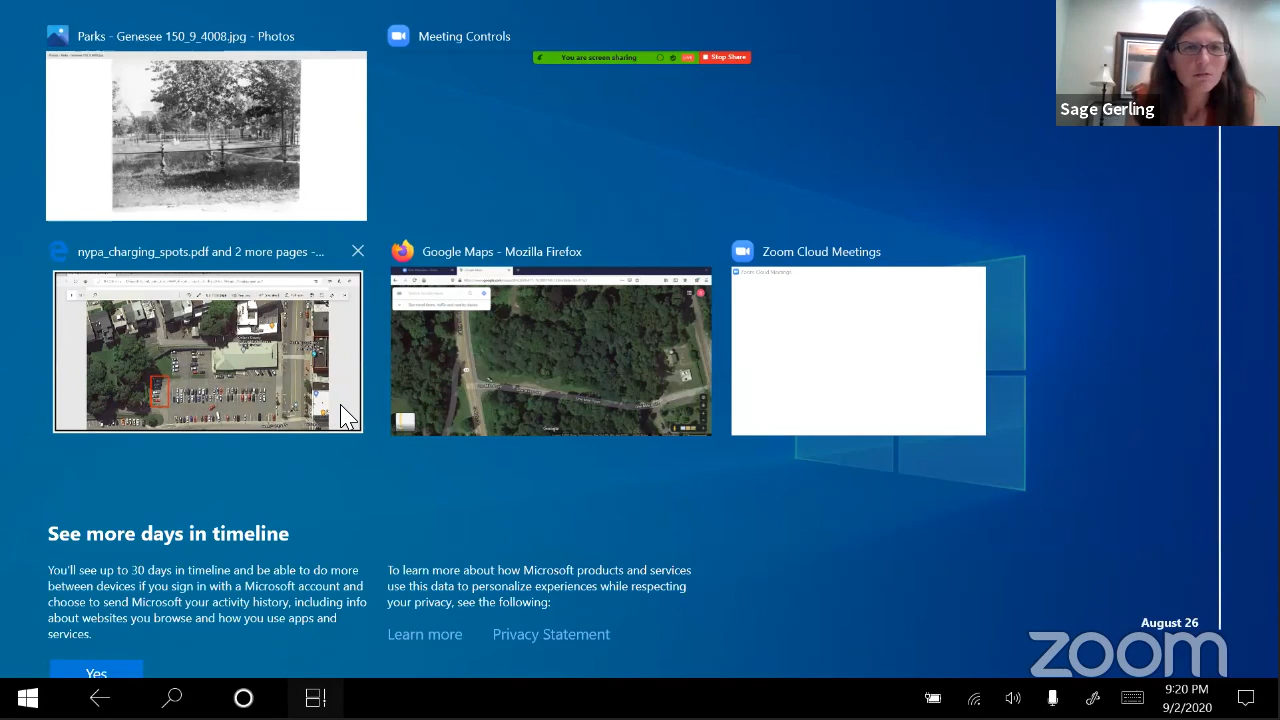 Parks - Genesee 150_9_4008.jpg - Photos
Meeting Controls
You are screen sharing
LIVE
Stop Share
Sage Gerling
nypa_charging_spots.pdf and 2 more pages -...
Google Maps - Mozilla Firefox
Zoom Cloud Meetings
Zoom Cloud Meetings
Google
See more days in timeline
You'll see up to 30 days in timeline and be able to do more
between devices if you sign in with a Microsoft account and
choose to send Microsoft your activity history, including info
about websites you browse and how you use apps and
services.
Yes
To learn more about how Microsoft products and services
use this data to personalize experiences while respecting
your privacy, see the following:
Learn more
Privacy Statement
August 26
zoom
9:20 PM
9/2/2020